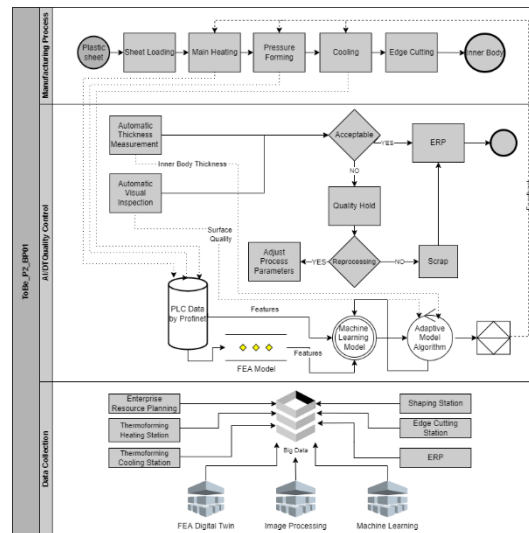 ToBe_P2_BP01
Manufacturing Process
Plastic
sheet
Sheet Loading
Main Heating
Pressure
Forming
Cooling
Edge Cutting
Inner Body
AI/DTQuality Control
Automatic
Thickness
Measurement
Acceptable
YES
ERP
Inner Body Thickness
NO
Automatic
Visual
Inspection
Quality Hold
Surface
Quality
Adjust
Process
Parameters
YES
Reprocessing
NO
Scrap
PLC Data
by Profinet
Features
Machine
Learning
Model
Adaptive
Model
Algorithm
Features
FEA Model
Data Collection
Enterprise
Resource Planning
Shaping Station
Thermoforming
Heating Station
Edge Cutting
Station
Thermoforming
Cooling Station
Big Data
ERP
FEA Digital Twin
Image Processing
Machine Learning